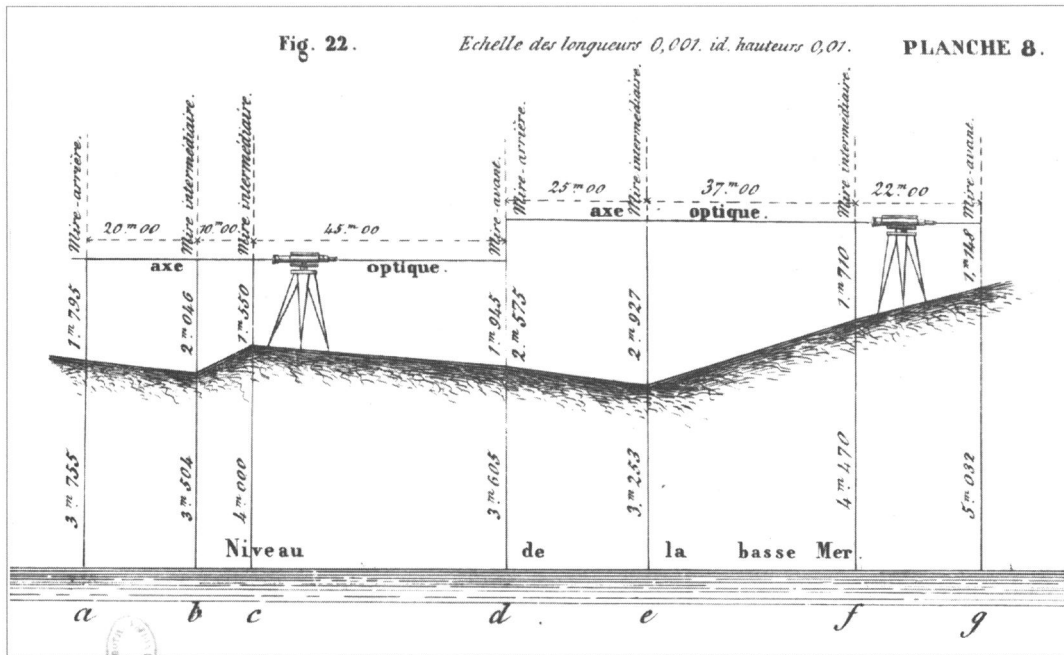 Fig. 22.
Echelle des longueurs 0,001. id. hauteurs 0,01.
PLANCHE 8.
Mire-arrière.
Mire intermédiaire.
Mire intermédiaire.
Mire-avant.
Mire-arrière.
Mire intermédiaire.
Mire intermédiaire.
Mire-avant.
20.m00
10.m00.
45.m00
25.m00
37.m00
22.m00
axe optique.
axe optique.
1.m795
2.m046
1.m550
1.m945
2.m575
2.m927
1.m710
1.m148
3.m755
3.m504
4.m000
3.m605
3.m253
4.m470
5.m032
Niveau de la basse Mer.
a b c d e f g